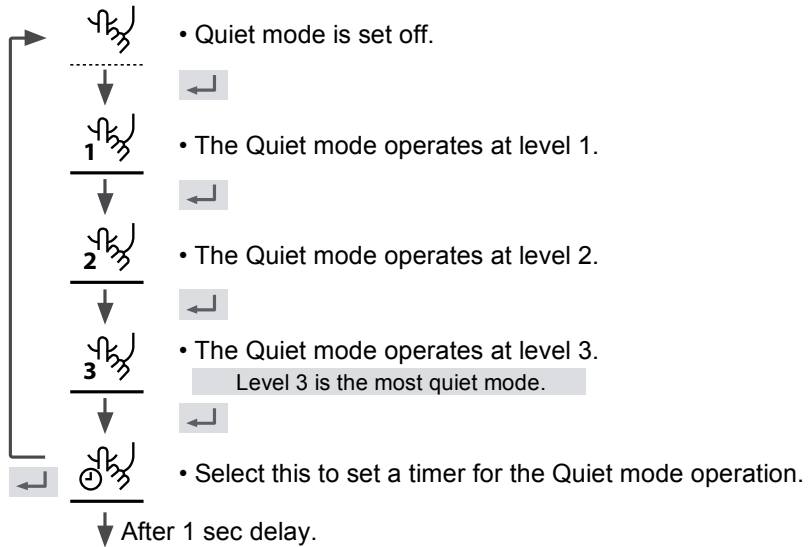 • Quiet mode is set off.
1
• The Quiet mode operates at level 1.
2
• The Quiet mode operates at level 2.
3
• The Quiet mode operates at level 3.
Level 3 is the most quiet mode.
• Select this to set a timer for the Quiet mode operation.
After 1 sec delay.